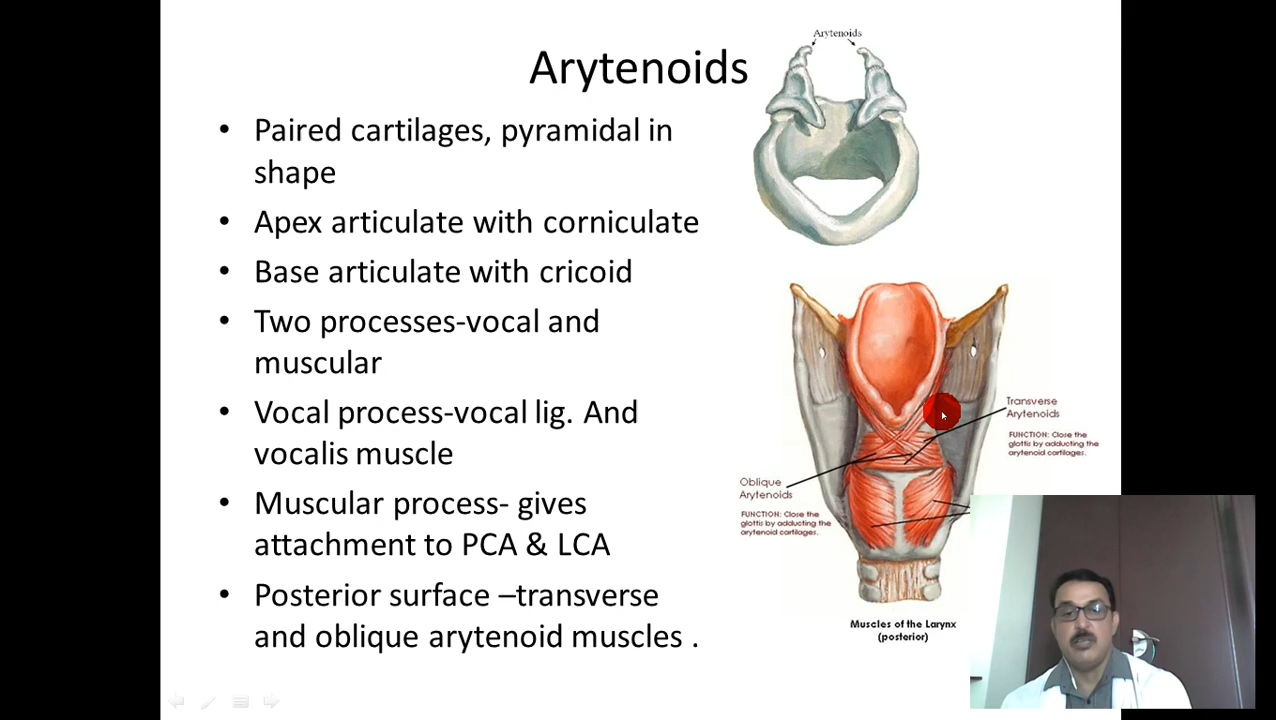 Arytenoids
Arytenoids
• Paired cartilages, pyramidal in
shape
• Apex articulate with corniculate
• Base articulate with cricoid
• Two processes-vocal and
muscular
• Vocal process-vocal lig. And
vocalis muscle
• Muscular process- gives
attachment to PCA & LCA
• Posterior surface –transverse
and oblique arytenoid muscles .
Transverse
Arytenoids
FUNCTION: Close the
glottis by adducting the
arytenoid cartilages.
Oblique
Arytenoids
FUNCTION: Close the
glottis by adducting the
arytenoid cartilages.
Muscles of the Larynx
(posterior)